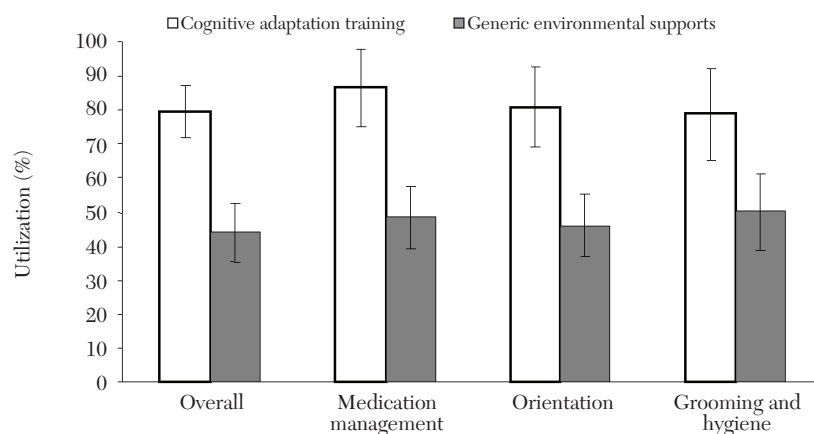 Cognitive adaptation training
Generic environmental supports
Utilization (%)
100
90
80
70
60
50
40
30
20
10
0
Overall
Medication
management
Orientation
Grooming and
hygiene